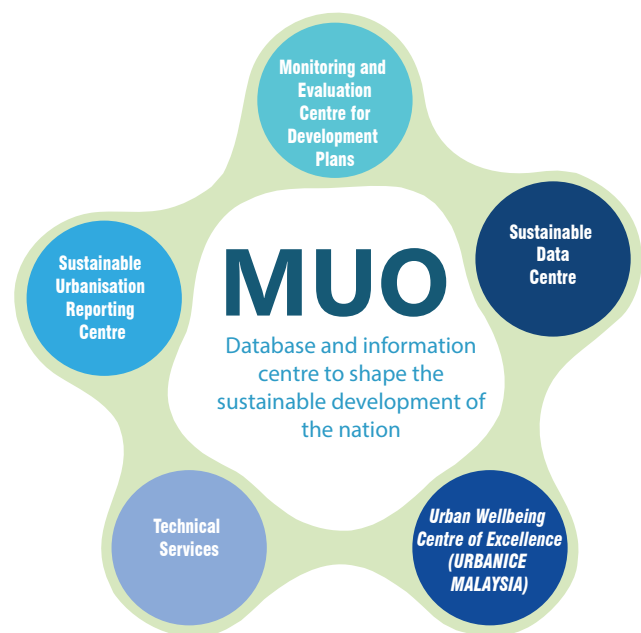 Monitoring and
Evaluation
Centre for
Development
Plans
Sustainable
Data
Centre
Sustainable
Urbanisation
Reporting
Centre
MUO
Database and information
centre to shape the
sustainable development of
the nation
Technical
Services
Urban Wellbeing
Centre of Excellence
(URBANICE
MALAYSIA)